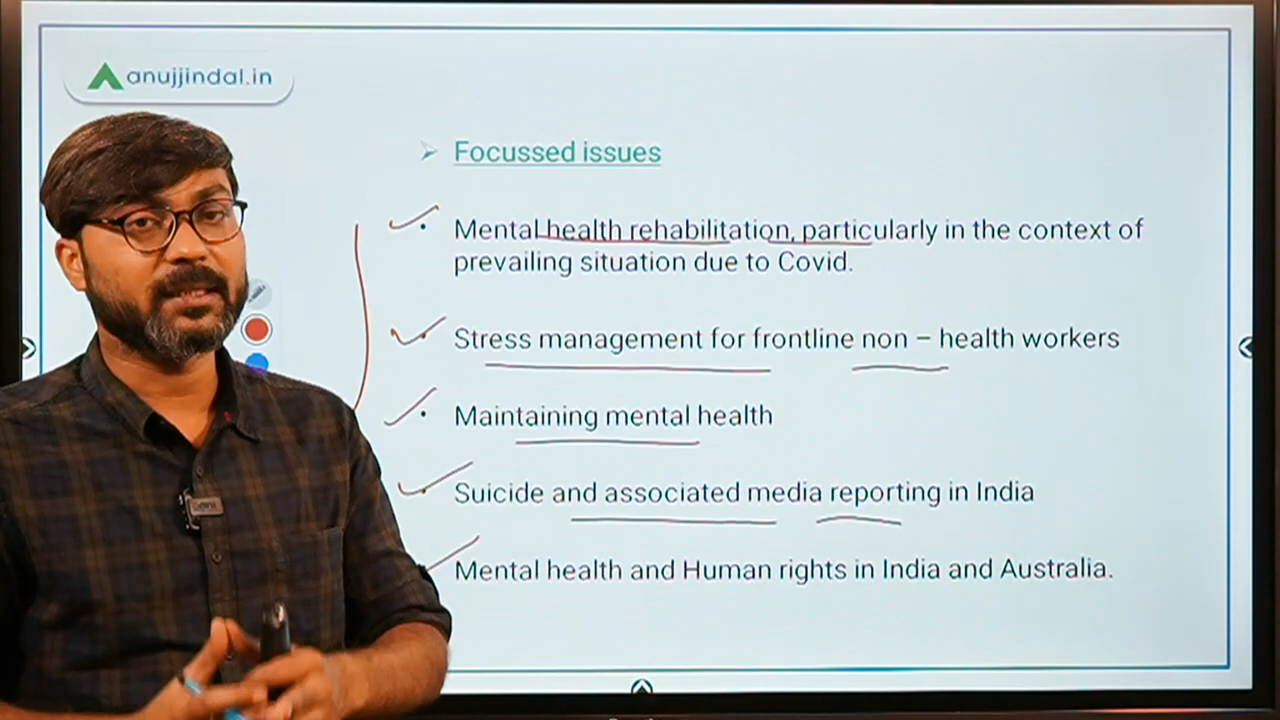 anujjindal.in
Focussed issues
Mental health rehabilitation, particularly in the context of
prevailing situation due to Covid.
Stress management for frontline non – health workers
Maintaining mental health
Suicide and associated media reporting in India
Mental health and Human rights in India and Australia.